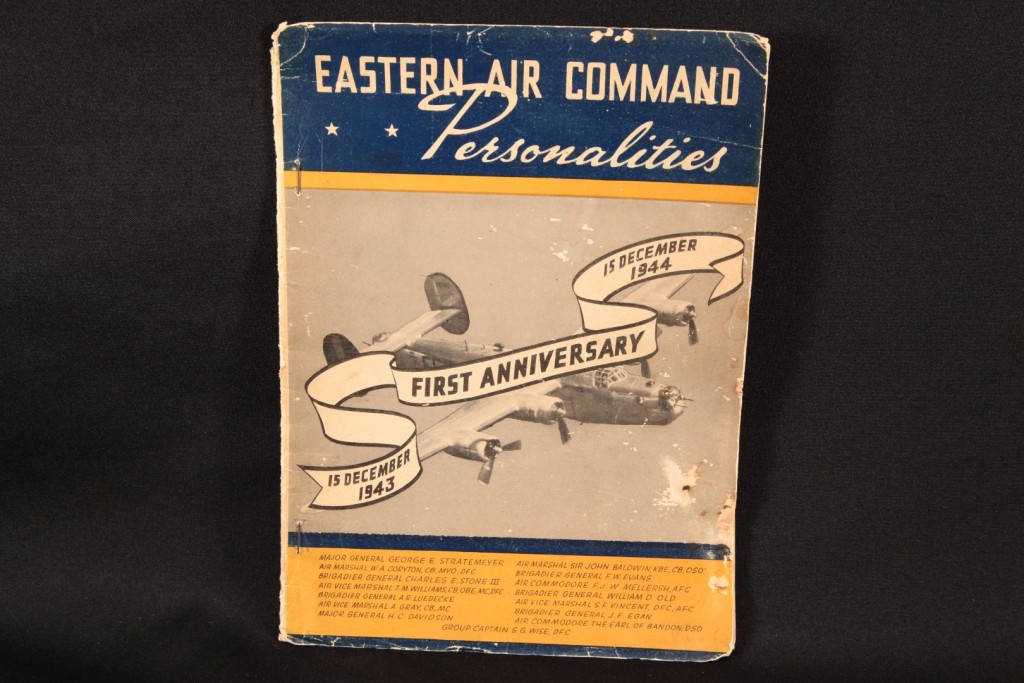 EASTERN AIR COMMAND
Personalities
15 DECEMBER
1944
FIRST ANNIVERSARY
15 DECEMBER
1943
MAJOR GENERAL GEORGE E. STRATEMEYER
AIR MARSHAL W.A. CORYTON, CB, MVO, DFC
BRIGADIER GENERAL CHARLES E. STONE III
AIR VICE MARSHAL T.M. WILLIAMS, CB, OBE, MC, DFC
BRIGADIER GENERAL A.R. LUEDECKE
AIR VICE MARSHAL A. GRAY, CB, MC
MAJOR GENERAL H.C. DAVIDSON
AIR MARSHAL SIR JOHN BALDWIN, KBE, CB, DSO
BRIGADIER GENERAL F.W. EVANS
AIR COMMODORE F.J.W. MELLERSH, AFC
BRIGADIER GENERAL WILLIAM D. OLD
AIR VICE MARSHAL S.F. VINCENT, DFC, AFC
BRIGADIER GENERAL J.F. EGAN
AIR COMMODORE THE EARL OF BANDON, DSO
GROUP CAPTAIN S.G. WISE, DFC